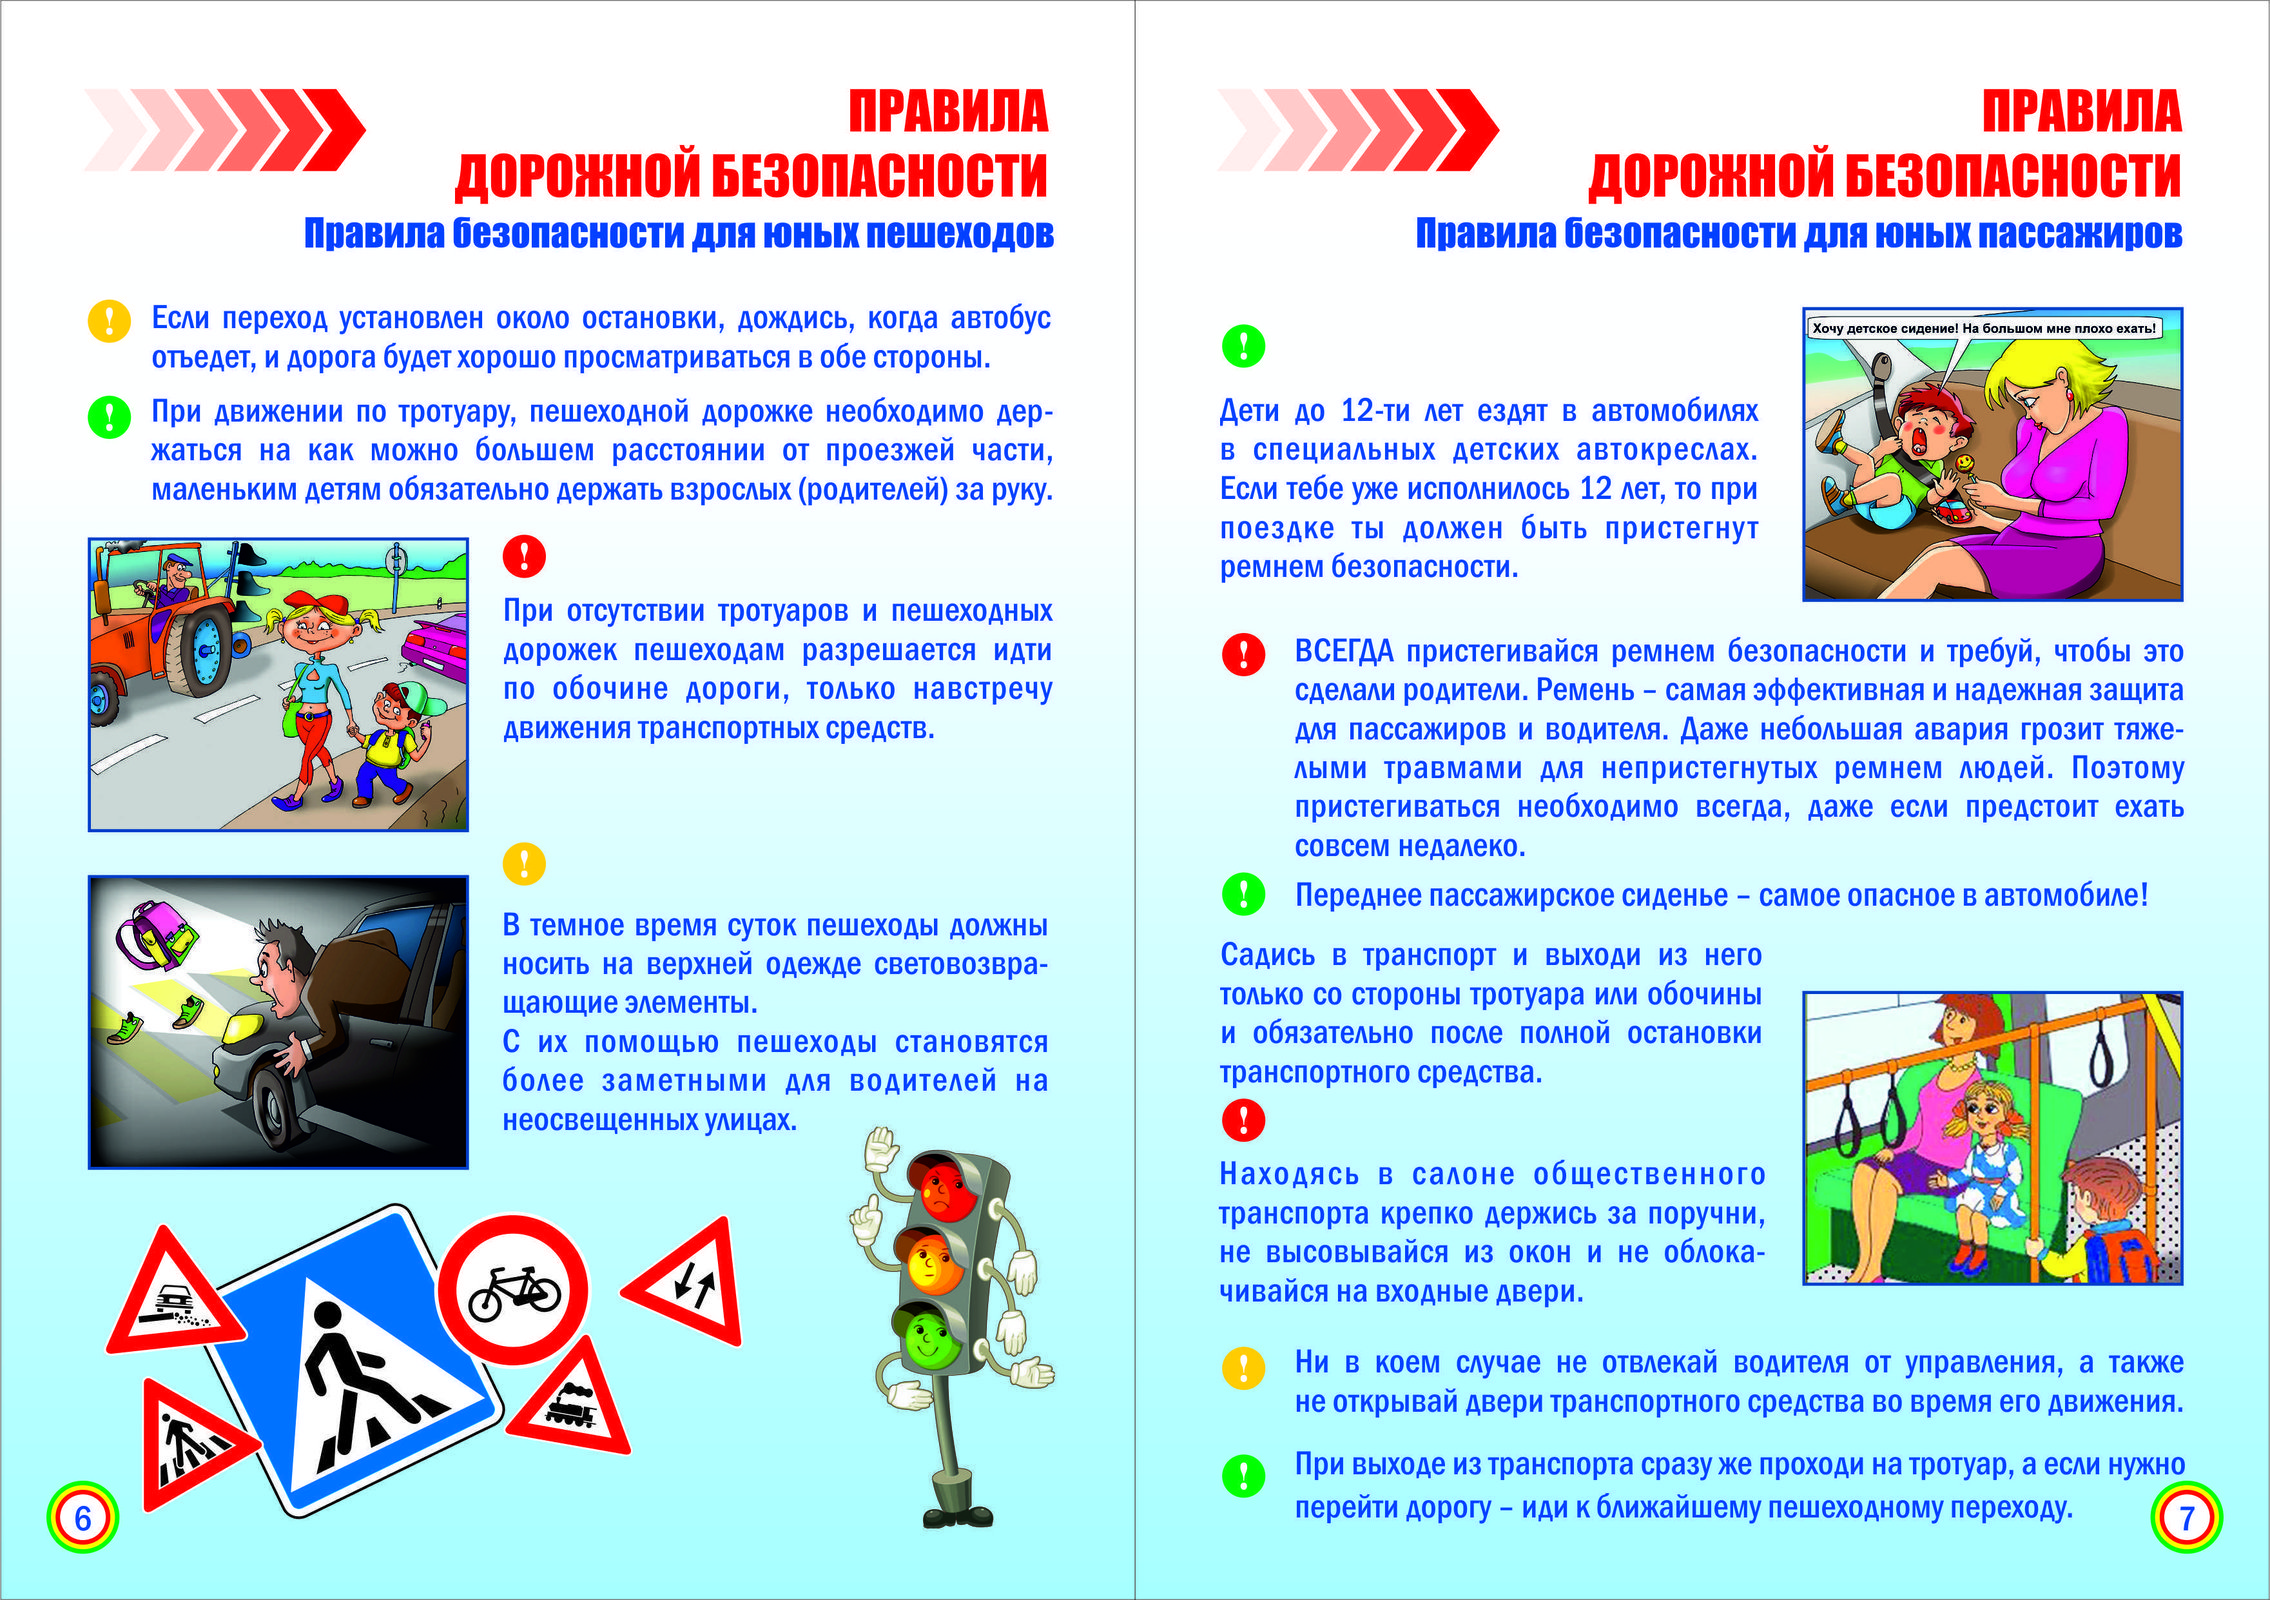 ПРАВИЛА
ДОРОЖНОЙ БЕЗОПАСНОСТИ
Правила безопасности для юных пешеходов
Если переход установлен около остановки, дождись, когда автобус
отъедет, и дорога будет хорошо просматриваться в обе стороны.
При движении по тротуару, пешеходной дорожке необходимо дер-
жаться на как можно большем расстоянии от проезжей части,
маленьким детям обязательно держать взрослых (родителей) за руку.
При отсутствии тротуаров и пешеходных
дорожек пешеходам разрешается идти
по обочине дороги, только навстречу
движения транспортных средств.
В темное время суток пешеходы должны
носить на верхней одежде световозвра-
щающие элементы.
С их помощью пешеходы становятся
более заметными для водителей на
неосвещенных улицах.
6
ПРАВИЛА
ДОРОЖНОЙ БЕЗОПАСНОСТИ
Правила безопасности для юных пассажиров
Хочу детское сидение! На большом мне плохо ехать!
Дети до 12-ти лет ездят в автомобилях
в специальных детских автокреслах.
Если тебе уже исполнилось 12 лет, то при
поездке ты должен быть пристегнут
ремнем безопасности.
ВСЕГДА пристегивайся ремнем безопасности и требуй, чтобы это
сделали родители. Ремень – самая эффективная и надежная защита
для пассажиров и водителя. Даже небольшая авария грозит тяже-
лыми травмами для непристегнутых ремнем людей. Поэтому
пристегиваться необходимо всегда, даже если предстоит ехать
совсем недалеко.
Переднее пассажирское сиденье – самое опасное в автомобиле!
Садись в транспорт и выходи из него
только со стороны тротуара или обочины
и обязательно после полной остановки
транспортного средства.
Находясь в салоне общественного
транспорта крепко держись за поручни,
не высовывайся из окон и не облока-
чивайся на входные двери.
Ни в коем случае не отвлекай водителя от управления, а также
не открывай двери транспортного средства во время его движения.
При выходе из транспорта сразу же проходи на тротуар, а если нужно
перейти дорогу – иди к ближайшему пешеходному переходу.
7